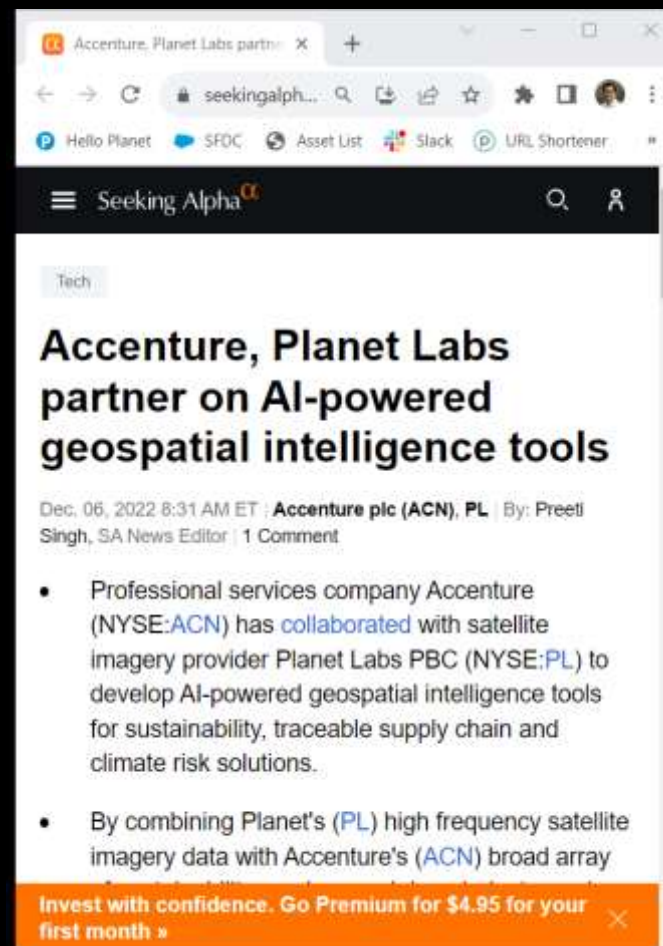 Accenture, Planet Labs partne
seekingalph...
Hello Planet SFDC Asset List Slack URL Shortener »
Seeking Alpha α
Tech
Accenture, Planet Labs
partner on AI-powered
geospatial intelligence tools
Dec. 06, 2022 8:31 AM ET | Accenture plc (ACN), PL | By: Preeti
Singh, SA News Editor | 1 Comment
• Professional services company Accenture
(NYSE:ACN) has collaborated with satellite
imagery provider Planet Labs PBC (NYSE:PL) to
develop AI-powered geospatial intelligence tools
for sustainability, traceable supply chain and
climate risk solutions.
• By combining Planet's (PL) high frequency satellite
imagery data with Accenture's (ACN) broad array
Invest with confidence. Go Premium for $4.95 for your
first month »